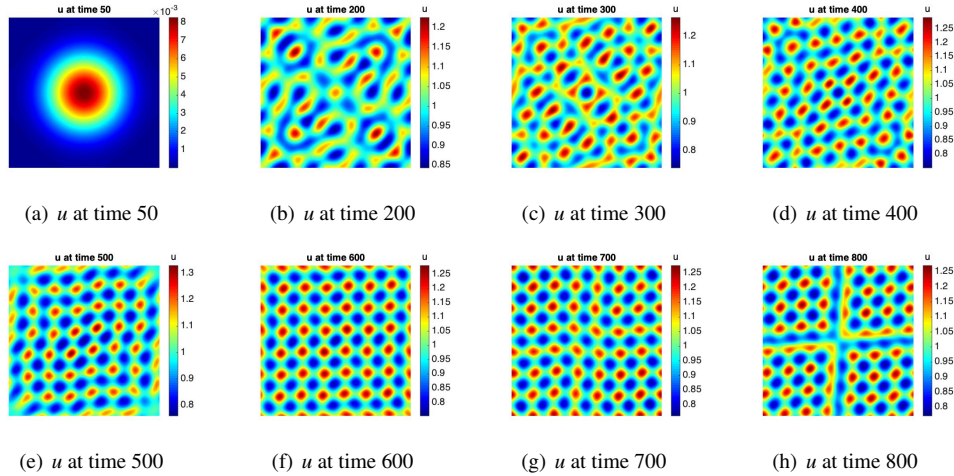 u at time 50
×10⁻³
8
7
6
5
4
3
2
1
u at time 200
u
1.2
1.15
1.1
1.05
1
0.95
0.9
0.85
u at time 300
u
1.2
1.1
1
0.9
0.8
u at time 400
u
1.25
1.2
1.15
1.1
1.05
1
0.95
0.9
0.85
0.8
(a) u at time 50
(b) u at time 200
(c) u at time 300
(d) u at time 400
u at time 500
u
1.3
1.2
1.1
1
0.9
0.8
u at time 600
u
1.25
1.2
1.15
1.1
1.05
1
0.95
0.9
0.85
0.8
u at time 700
u
1.25
1.2
1.15
1.1
1.05
1
0.95
0.9
0.85
0.8
u at time 800
u
1.25
1.2
1.15
1.1
1.05
1
0.95
0.9
0.85
0.8
(e) u at time 500
(f) u at time 600
(g) u at time 700
(h) u at time 800